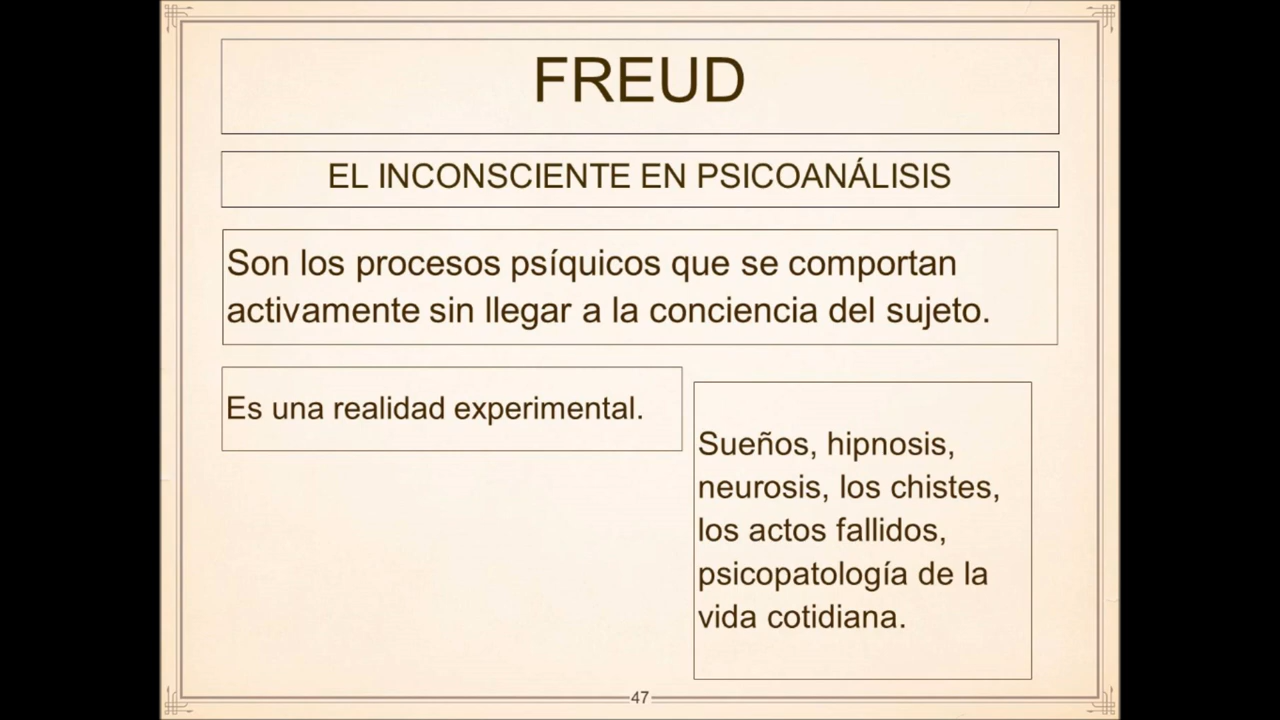 FREUD
EL INCONSCIENTE EN PSICOANÁLISIS
Son los procesos psíquicos que se comportan
activamente sin llegar a la conciencia del sujeto.
Es una realidad experimental.
Sueños, hipnosis,
neurosis, los chistes,
los actos fallidos,
psicopatología de la
vida cotidiana.
47